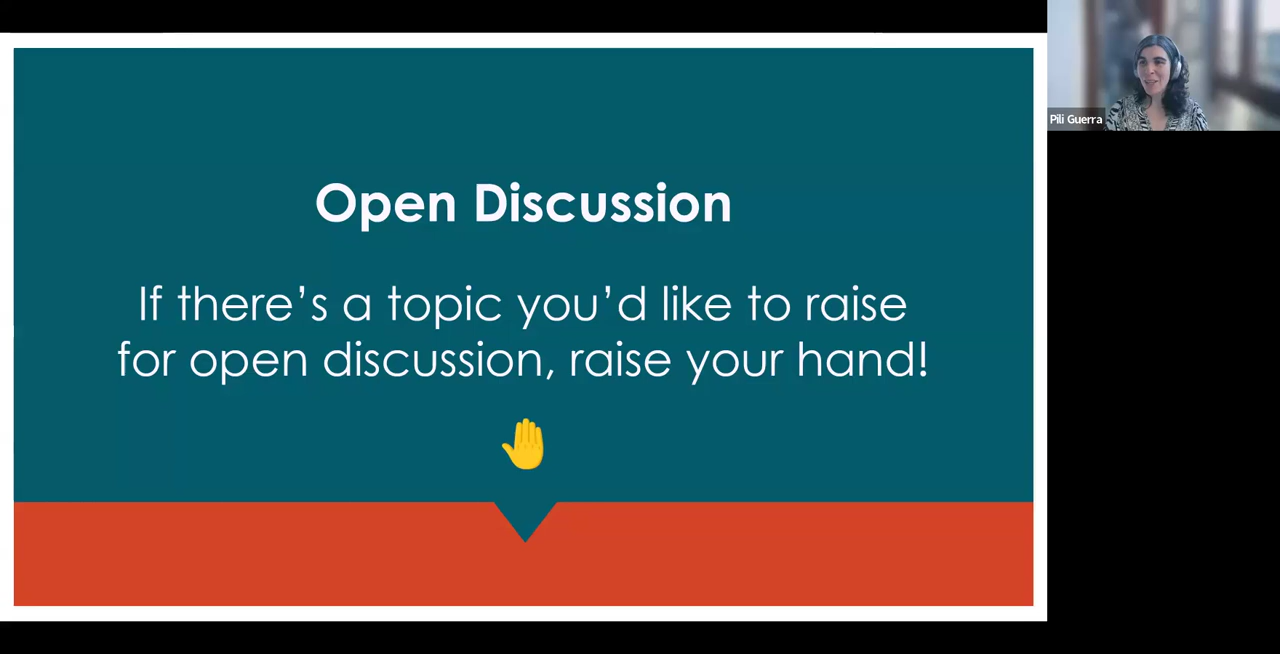 Open Discussion
If there’s a topic you’d like to raise
for open discussion, raise your hand!
Pili Guerra